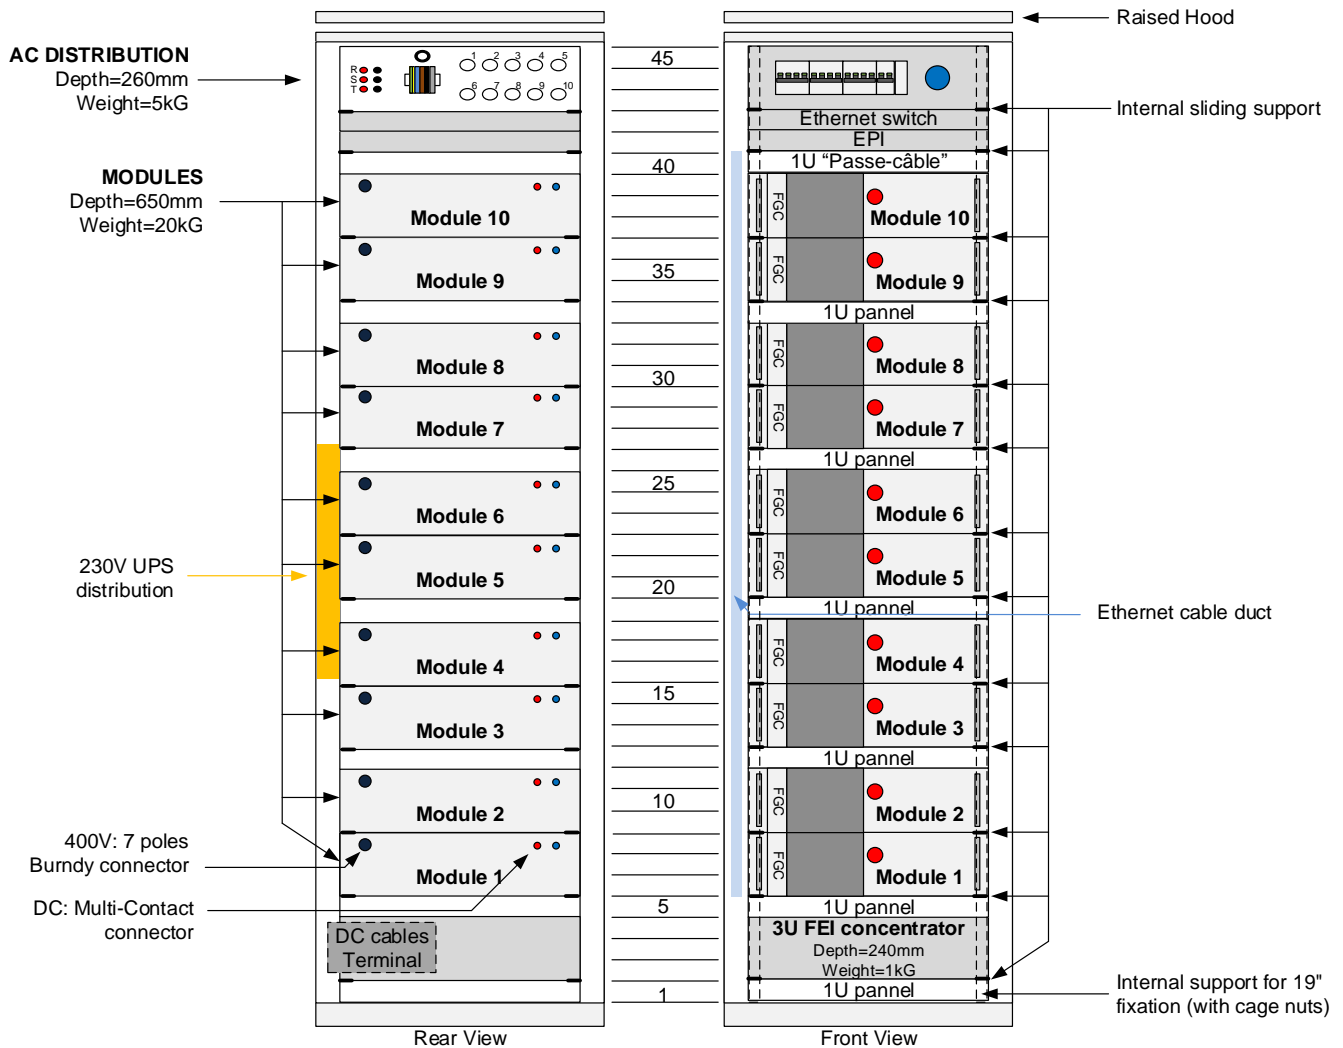 Raised Hood
AC DISTRIBUTION
Depth=260mm
Weight=5kG
R
S
T
1 2 3 4 5
6 7 8 9 10
MODULES
Depth=650mm
Weight=20kG
Module 10
Module 9
Module 8
Module 7
Module 6
Module 5
Module 4
Module 3
Module 2
Module 1
230V UPS
distribution
400V: 7 poles
Burndy connector
DC: Multi-Contact
connector
DC cables
Terminal
Rear View
45
40
35
30
25
20
15
10
5
1
Ethernet switch
EPI
1U “Passe-câble”
FGC
Module 10
FGC
Module 9
1U pannel
FGC
Module 8
FGC
Module 7
1U pannel
FGC
Module 6
FGC
Module 5
1U pannel
FGC
Module 4
FGC
Module 3
1U pannel
FGC
Module 2
FGC
Module 1
1U pannel
3U FEI concentrator
Depth=240mm
Weight=1kG
1U pannel
Front View
Internal sliding support
Ethernet cable duct
Internal support for 19"
fixation (with cage nuts)